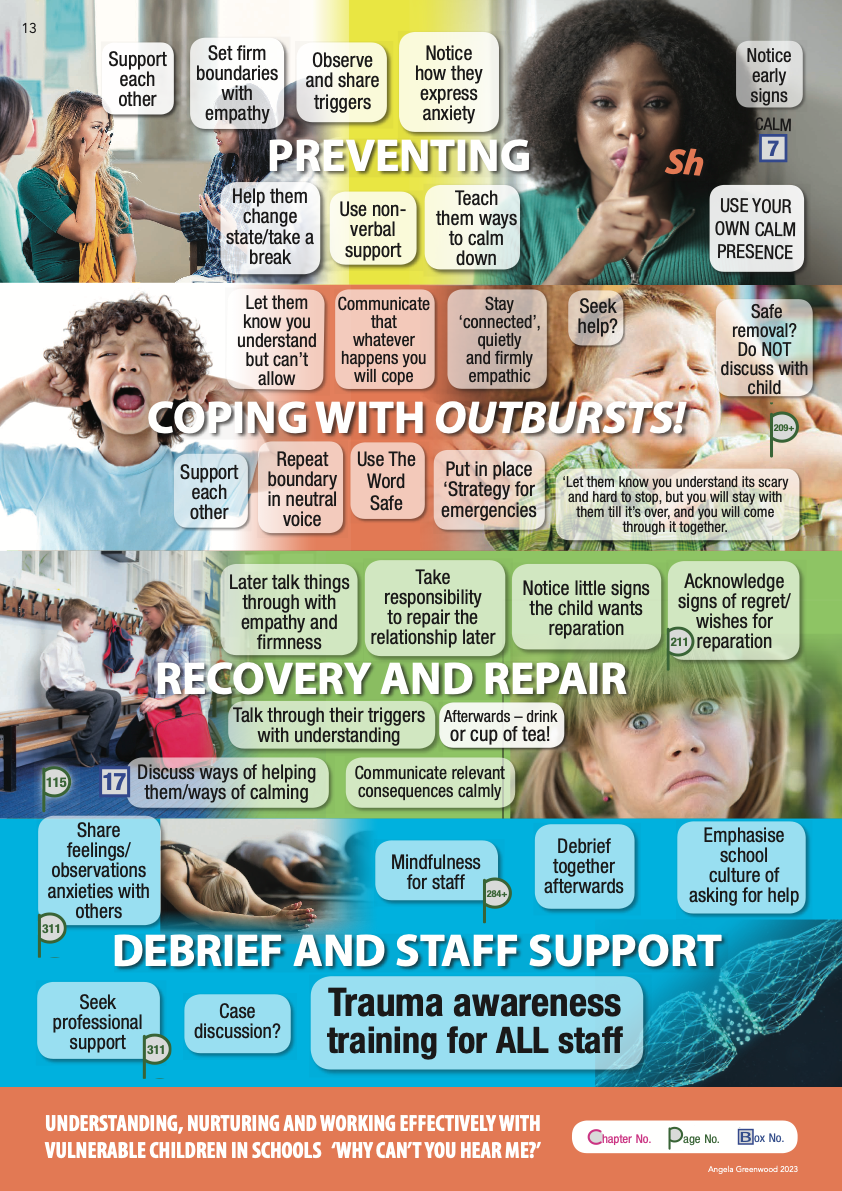 13
Support
each
other
Set firm
boundaries
with
empathy
Observe
and share
triggers
Notice
how they
express
anxiety
Notice
early
signs
CALM
7
PREVENTING
Sh
Help them
change
state/take a
break
Use non-
verbal
support
Teach
them ways
to calm
down
USE YOUR
OWN CALM
PRESENCE
Let them
know you
understand
but can't
allow
Communicate
that
whatever
happens you
will cope
Stay
‘connected’,
quietly
and firmly
empathic
Seek
help?
Safe
removal?
Do NOT
discuss with
child
209+
COPING WITH OUTBURSTS!
Support
each
other
Repeat
boundary
in neutral
voice
Use The
Word
Safe
Put in place
‘Strategy for
emergencies
‘Let them know you understand its scary
and hard to stop, but you will stay with
them till it’s over, and you will come
through it together.
Later talk things
through with
empathy and
firmness
Take
responsibility
to repair the
relationship later
Notice little signs
the child wants
reparation
Acknowledge
signs of regret/
wishes for
reparation
211
RECOVERY AND REPAIR
Talk through their triggers
with understanding
Afterwards – drink
or cup of tea!
115
17
Discuss ways of helping
them/ways of calming
Communicate relevant
consequences calmly
Share
feelings/
observations
anxieties with
others
311
Mindfulness
for staff
284+
Debrief
together
afterwards
Emphasise
school
culture of
asking for help
DEBRIEF AND STAFF SUPPORT
Seek
professional
support
311
Case
discussion?
Trauma awareness
training for ALL staff
UNDERSTANDING, NURTURING AND WORKING EFFECTIVELY WITH
VULNERABLE CHILDREN IN SCHOOLS ‘WHY CAN’T YOU HEAR ME?’
Chapter No. Page No. Box No.
Angela Greenwood 2023